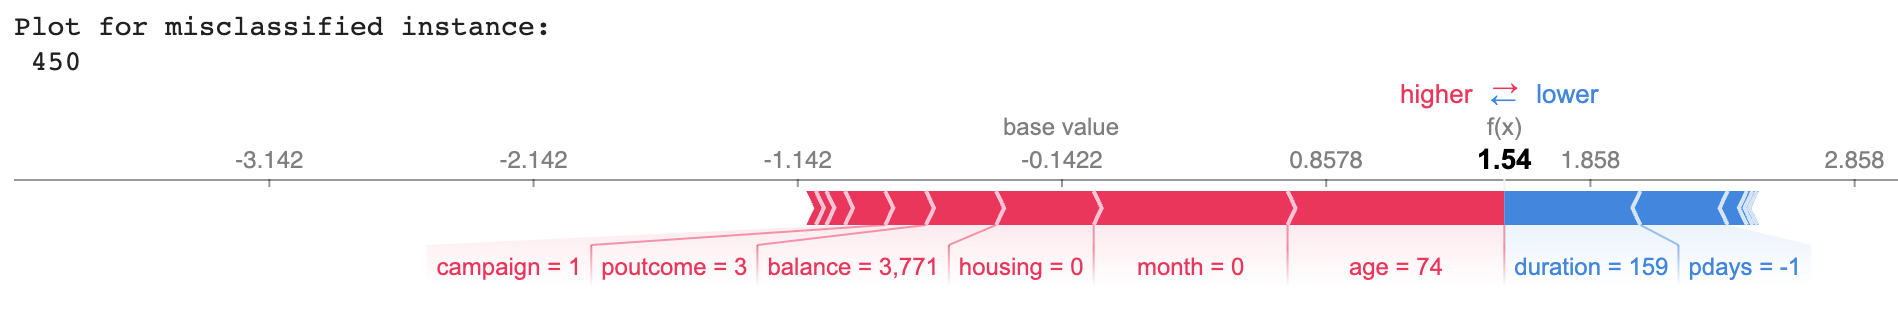 Plot for misclassified instance:
450
higher ⇄ lower
base value f(x)
-3.142 -2.142 -1.142 -0.1422 0.8578 1.54 1.858 2.858
campaign = 1 poutcome = 3 balance = 3,771 housing = 0 month = 0 age = 74 duration = 159 pdays = -1